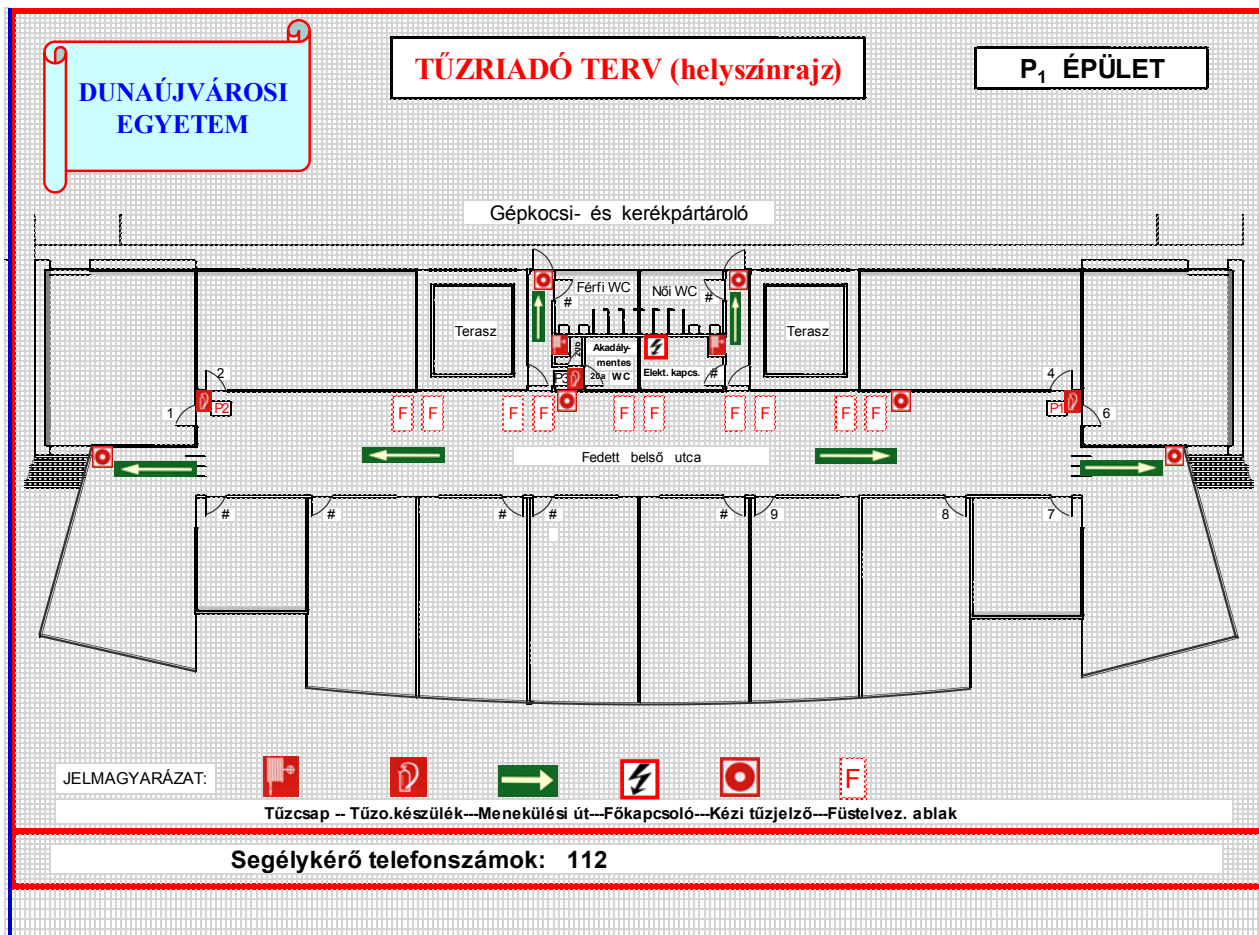 DUNAÚJVÁROSI
EGYETEM
TŰZRIADÓ TERV (helyszínrajz)
P1 ÉPÜLET
Gépkocsi- és kerékpártároló
Férfi WC
Női WC
#
#
Terasz
Terasz
20b
Akadály-
mentes
20a WC
Elekt. kapcs.
#
P3
2
4
1
P2
F F F F F F F F F F
P1
6
Fedett belső utca
# # # # # 9 8 7
JELMAGYARÁZAT:
F
Tűzcsap -- Tűzo.készülék---Menekülési út---Főkapcsoló---Kézi tűzjelző---Füstelvez. ablak
Segélykérő telefonszámok: 112